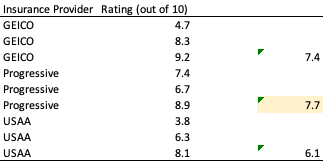 Insurance Provider Rating (out of 10)
GEICO 4.7
GEICO 8.3
GEICO 9.2 7.4
Progressive 7.4
Progressive 6.7
Progressive 8.9 7.7
USAA 3.8
USAA 6.3
USAA 8.1 6.1